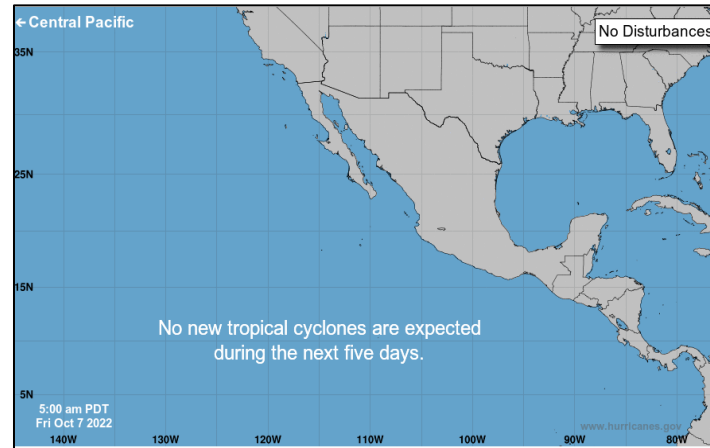 ← Central Pacific
No Disturbances
35N
25N
15N
No new tropical cyclones are expected
during the next five days.
5N
5:00 am PDT
Fri Oct 7 2022
www.hurricanes.gov
140W 130W 120W 110W 100W 90W 80W